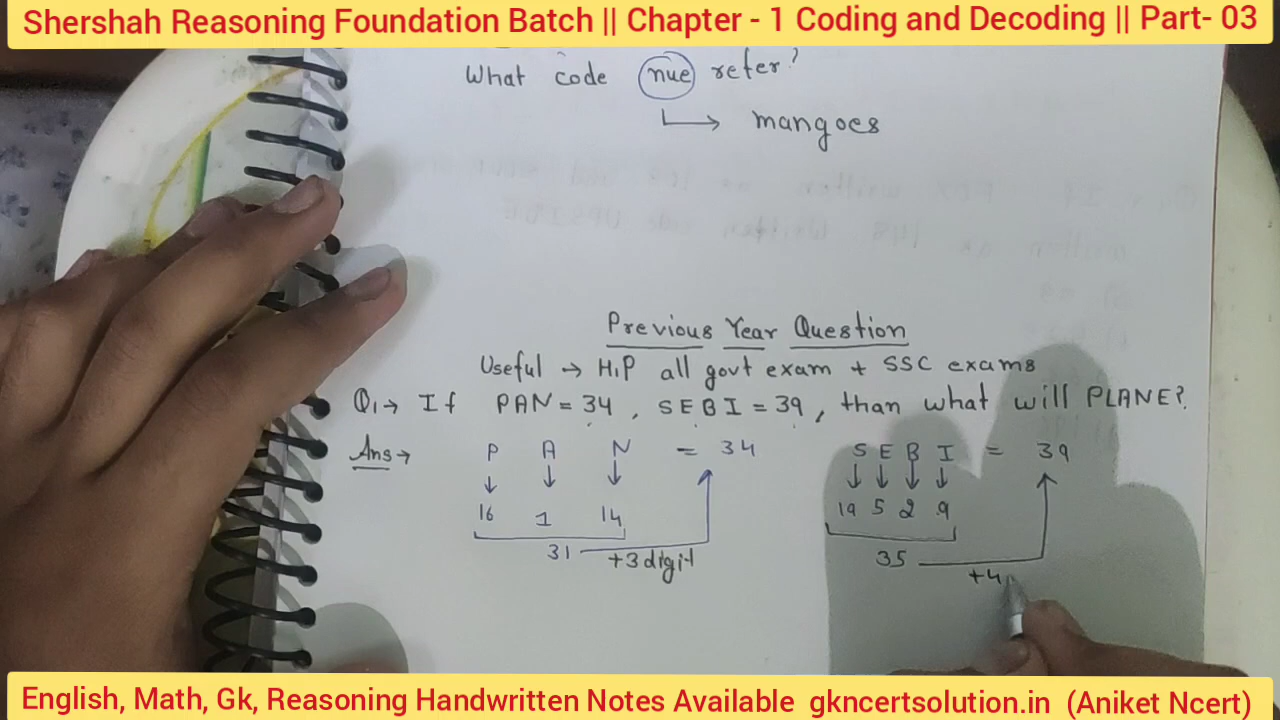 Shershah Reasoning Foundation Batch || Chapter - 1 Coding and Decoding || Part- 03
What code nue refer?
mangoes
Previous Year Question
Useful → H.P all govt exam + SSC exams
Q1→ If PAN = 34, SEBI = 39, than what will PLANE?
Ans→ P A N = 34 S E B I = 39
16 1 14 19 5 2 9
31 +3 digit 35 +4
English, Math, Gk, Reasoning Handwritten Notes Available gkncertsolution.in (Aniket Ncert)